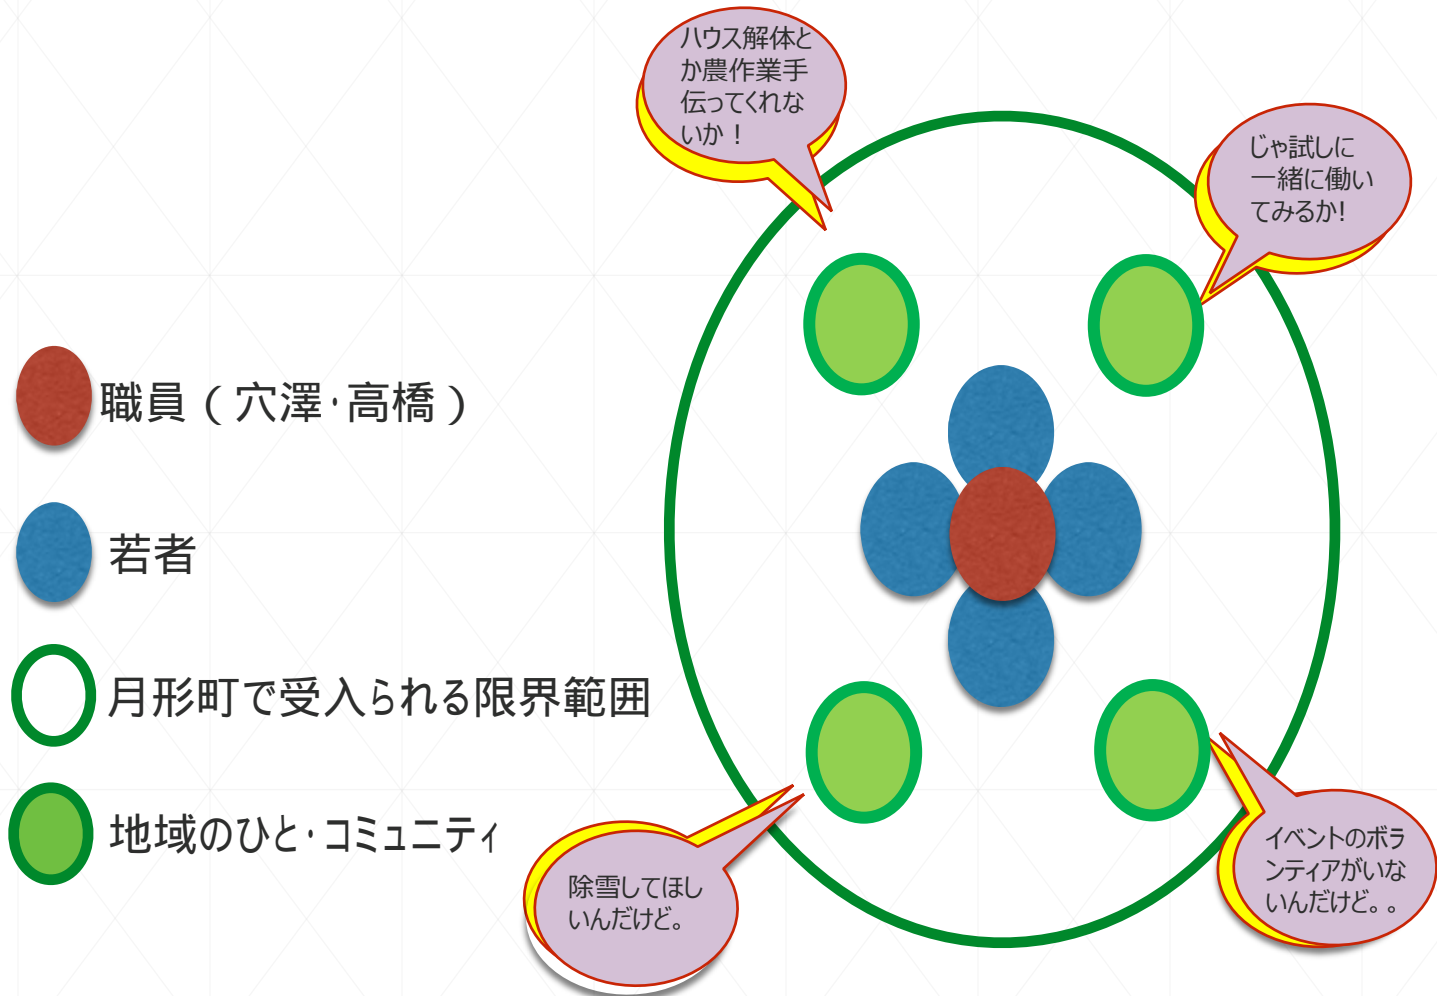 ハウス解体と
か農作業手
伝ってくれな
いか！
じゃ試しに
一緒に働い
てみるか!
職員（穴澤・高橋）
若者
月形町で受入られる限界範囲
地域のひと・コミュニティ
除雪してほし
いんだけど。
イベントのボラ
ンティアがいな
いんだけど。。